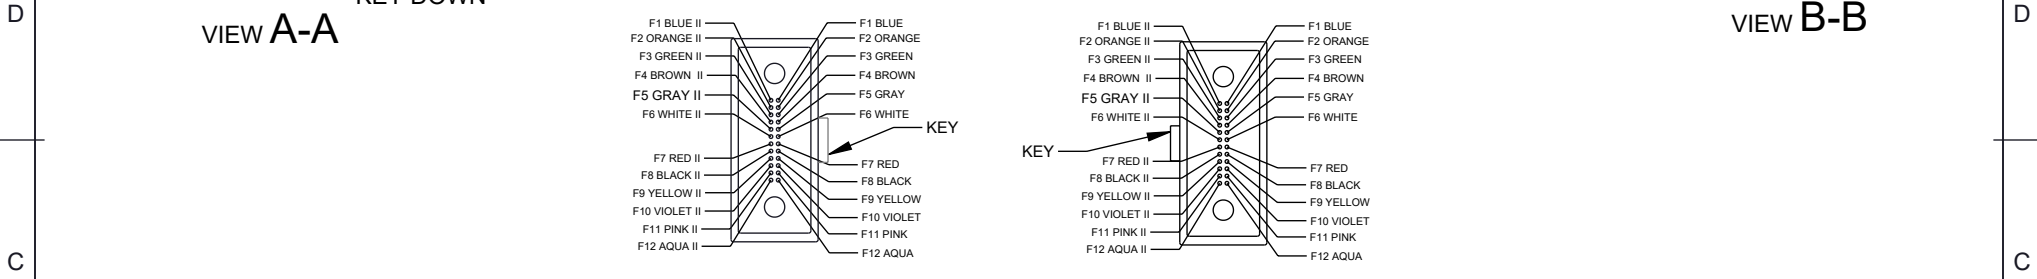 D
KEY DOWN
VIEW A-A
F1 BLUE II
F2 ORANGE II
F3 GREEN II
F4 BROWN  II
F5 GRAY II
F6 WHITE II
F7 RED II
F8 BLACK II
F9 YELLOW II
F10 VIOLET II
F11 PINK II
F12 AQUA II
F1 BLUE
F2 ORANGE
F3 GREEN
F4 BROWN
F5 GRAY
F6 WHITE
KEY
F7 RED
F8 BLACK
F9 YELLOW
F10 VIOLET
F11 PINK
F12 AQUA
F1 BLUE II
F2 ORANGE II
F3 GREEN II
F4 BROWN  II
F5 GRAY II
F6 WHITE II
KEY
F7 RED II
F8 BLACK II
F9 YELLOW II
F10 VIOLET II
F11 PINK II
F12 AQUA II
F1 BLUE
F2 ORANGE
F3 GREEN
F4 BROWN
F5 GRAY
F6 WHITE
F7 RED
F8 BLACK
F9 YELLOW
F10 VIOLET
F11 PINK
F12 AQUA
VIEW B-B
D
C
C